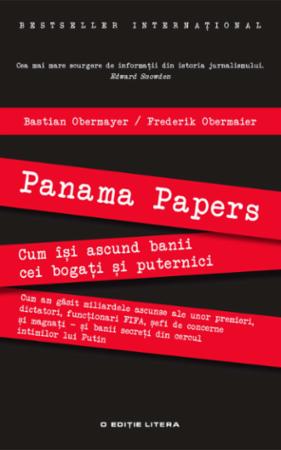 BESTSELLER INTERNAȚIONAL
Cea mai mare scurgere de informații din istoria jurnalismului.
Edward Snowden
Bastian Obermayer / Frederik Obermaier
Panama Papers
Cum își ascund banii
cei bogați și puternici
Cum am găsit miliardele ascunse ale unor premieri,
dictatori, funcționari FIFA, șefi de concerne
și magnați – și banii secreți din cercul
intimilor lui Putin
O EDIȚIE LITERA